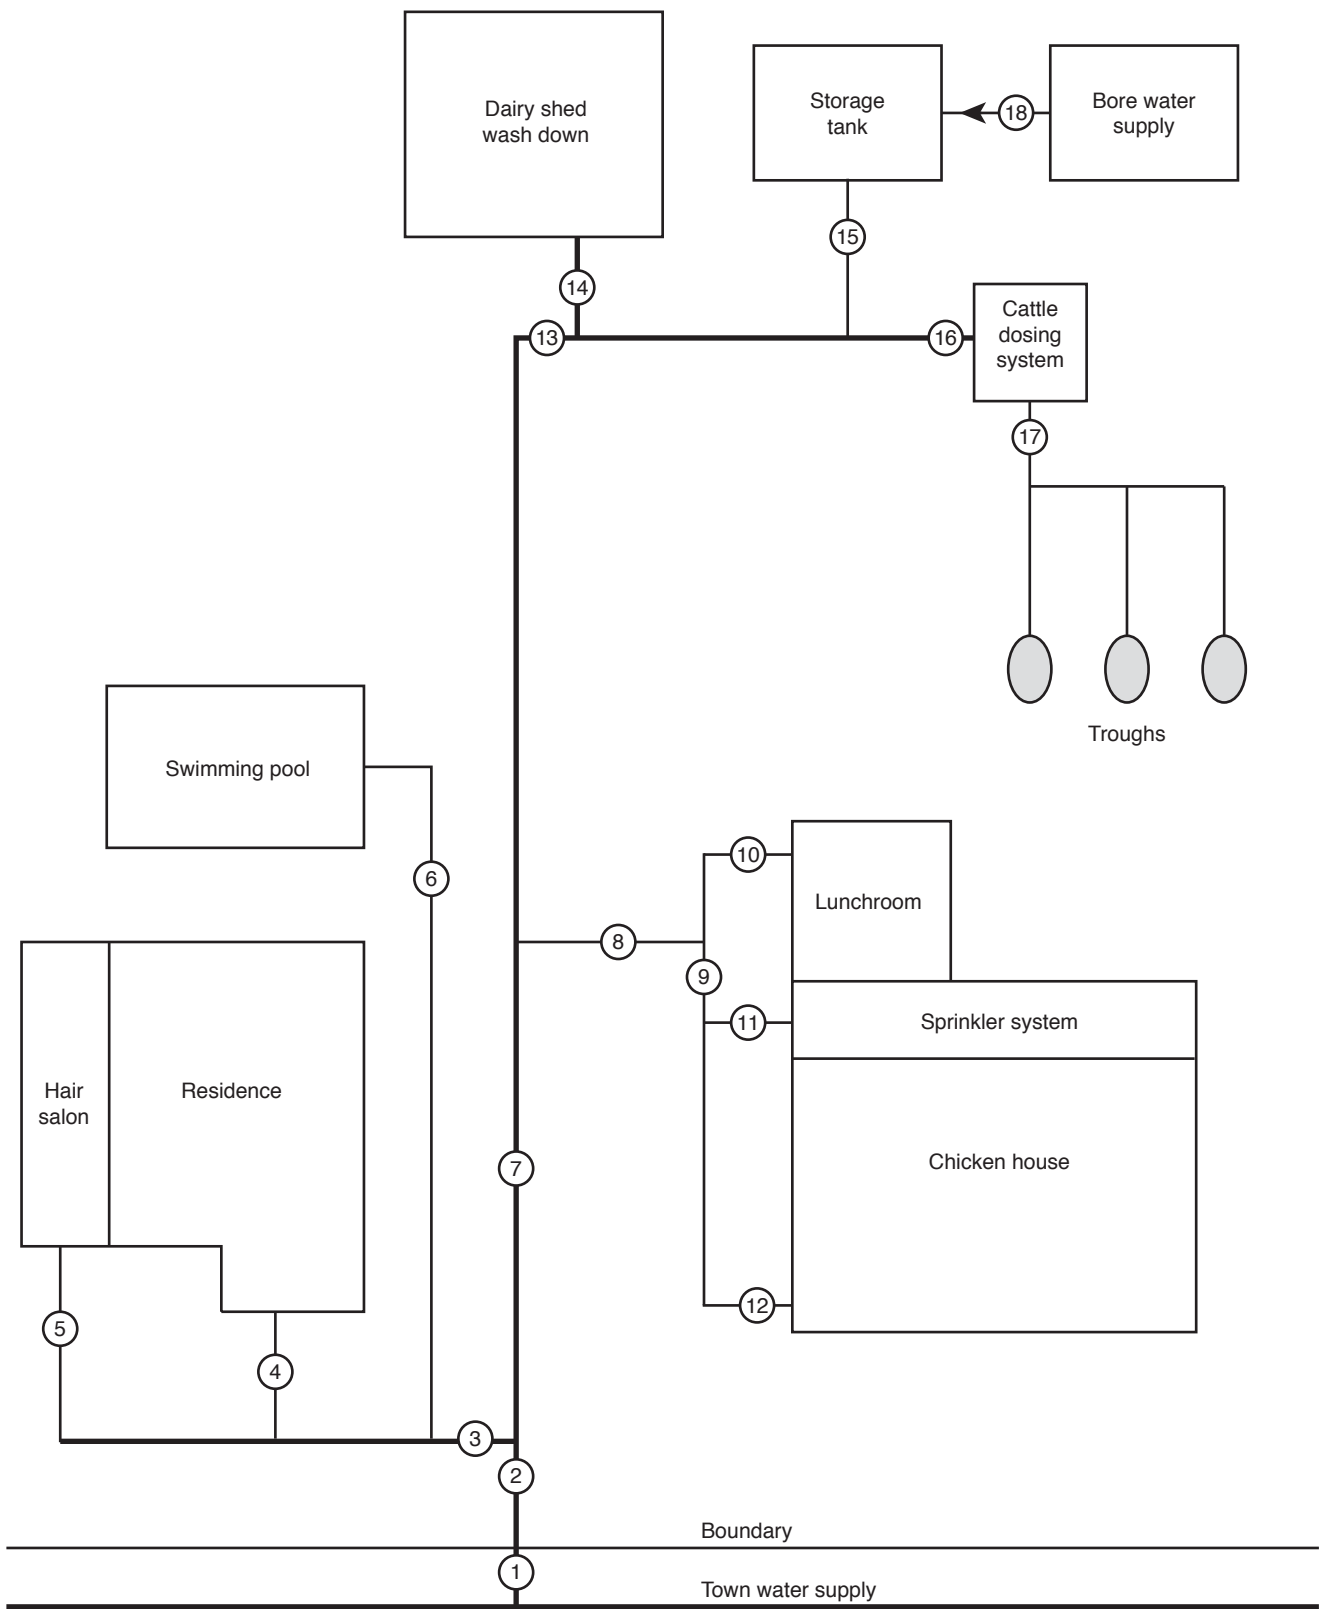 Dairy shed
wash down
Storage
tank
18
Bore water
supply
15
14
13
16
Cattle
dosing
system
17
Troughs
Swimming pool
6
10
Lunchroom
8
9
11
Sprinkler system
Hair
salon
Residence
Chicken house
7
12
5
4
3
2
Boundary
1
Town water supply